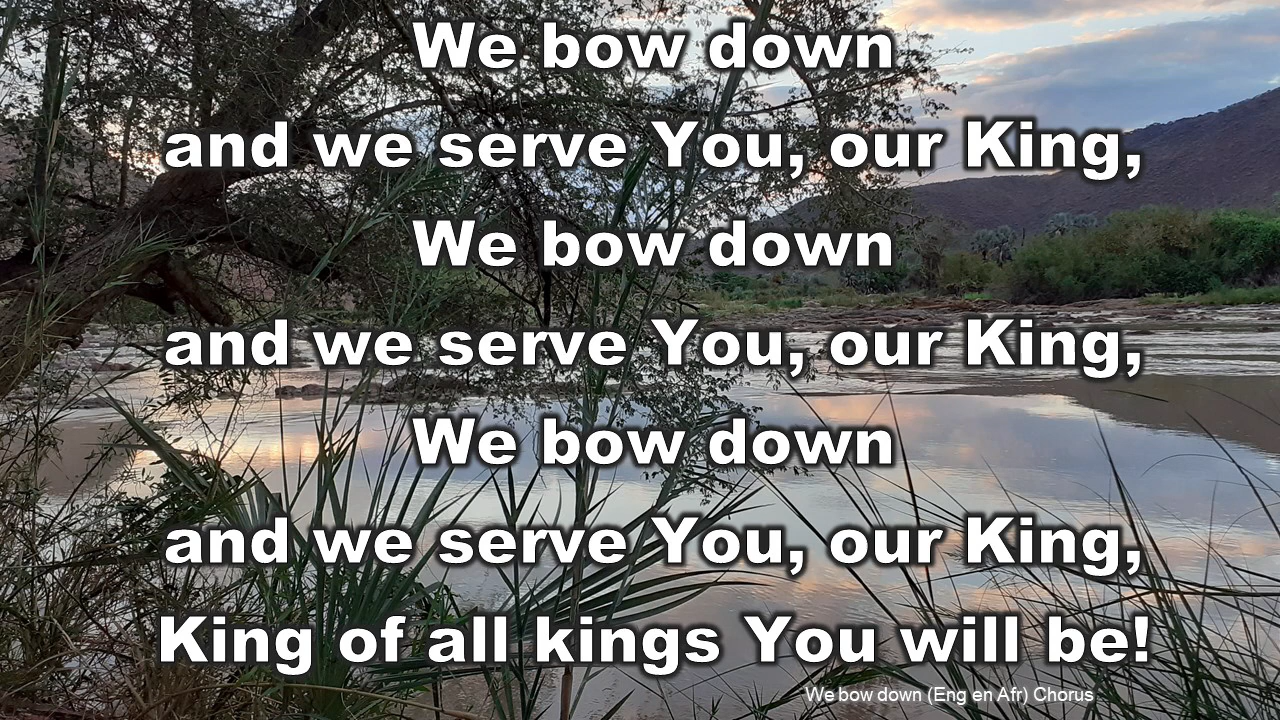 We bow down
and we serve You, our King,
We bow down
and we serve You, our King,
We bow down
and we serve You, our King,
King of all kings You will be!
We bow down (Eng en Afr) Chorus